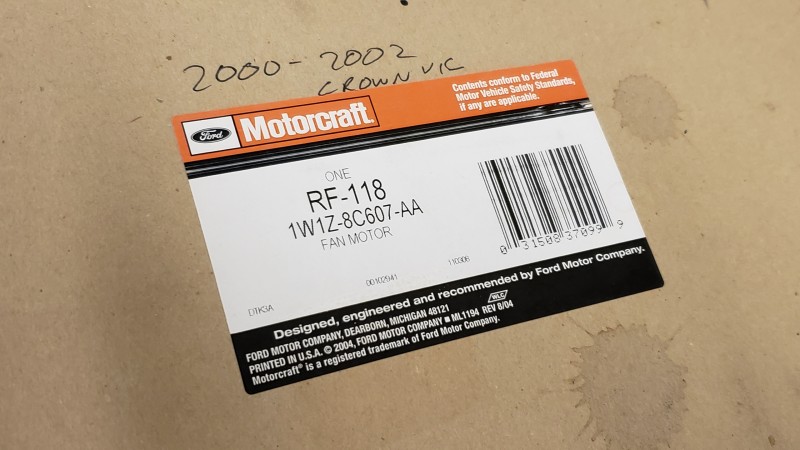 2000-2002
CROWN VIC
Contents conform to Federal
Motor Vehicle Safety Standards,
if any are applicable.
Ford Motorcraft®
ONE
RF-118
1W1Z-8C607-AA
FAN MOTOR
0 31508 37099 9
DTK3A 00102941 110306
Designed, engineered and recommended by Ford Motor Company.
WLC
FORD MOTOR COMPANY, DEARBORN, MICHIGAN 48121
PRINTED IN U.S.A. © 2004, FORD MOTOR COMPANY ■ ML1194 REV 8/04
Motorcraft® is a registered trademark of Ford Motor Company.